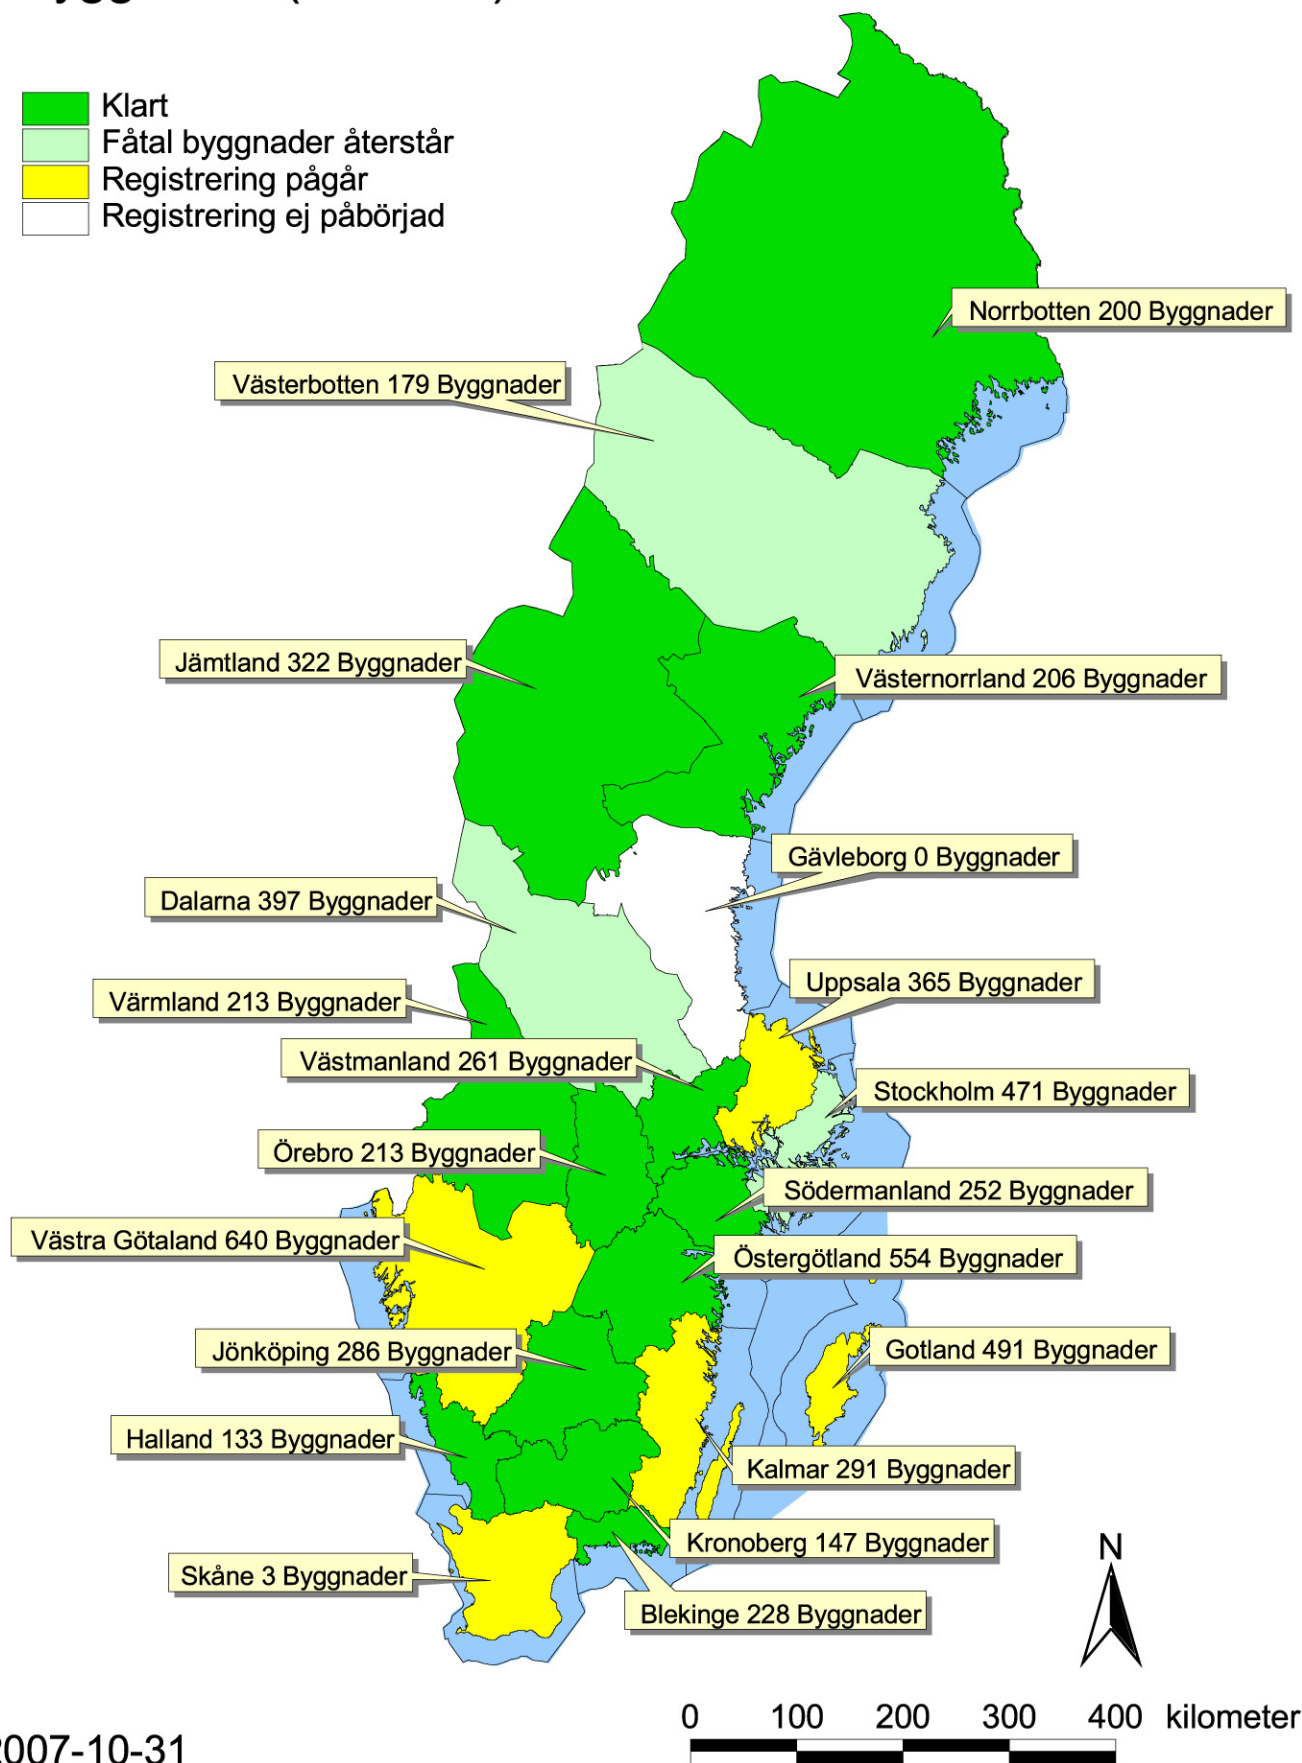 Klart
Fåtal byggnader återstår
Registrering pågår
Registrering ej påbörjad
Norrbotten 200 Byggnader
Västerbotten 179 Byggnader
Jämtland 322 Byggnader
Västernorrland 206 Byggnader
Gävleborg 0 Byggnader
Dalarna 397 Byggnader
Uppsala 365 Byggnader
Värmland 213 Byggnader
Västmanland 261 Byggnader
Stockholm 471 Byggnader
Örebro 213 Byggnader
Södermanland 252 Byggnader
Västra Götaland 640 Byggnader
Östergötland 554 Byggnader
Jönköping 286 Byggnader
Gotland 491 Byggnader
Halland 133 Byggnader
Kalmar 291 Byggnader
Kronoberg 147 Byggnader
Skåne 3 Byggnader
Blekinge 228 Byggnader
N
0 100 200 300 400 kilometer
2007-10-31